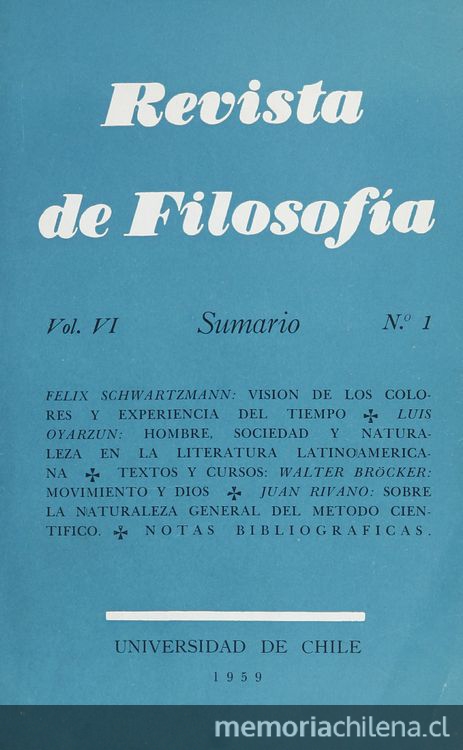 Revista
de Filosofía
Vol. VI Sumario N.º 1
FELIX SCHWARTZMANN: VISION DE LOS COLO-
RES Y EXPERIENCIA DEL TIEMPO ✠ LUIS
OYARZUN: HOMBRE, SOCIEDAD Y NATURA-
LEZA EN LA LITERATURA LATINOAMERICA-
NA ✠ TEXTOS Y CURSOS: WALTER BRÖCKER:
MOVIMIENTO Y DIOS ✠ JUAN RIVANO: SOBRE
LA NATURALEZA GENERAL DEL METODO CIEN-
TIFICO. ✠ NOTAS BIBLIOGRAFICAS.
UNIVERSIDAD DE CHILE
1959
memoriachilena.cl